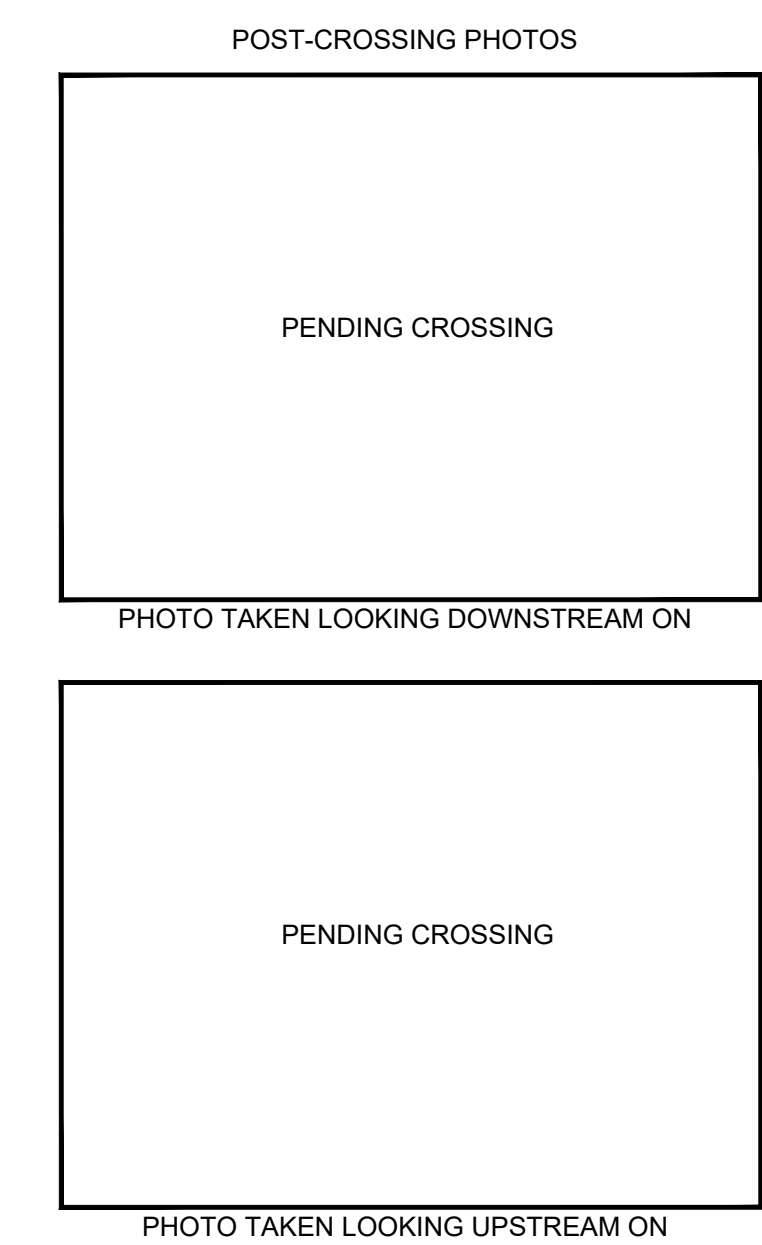 POST-CROSSING PHOTOS
PENDING CROSSING
PHOTO TAKEN LOOKING DOWNSTREAM ON
PENDING CROSSING
PHOTO TAKEN LOOKING UPSTREAM ON